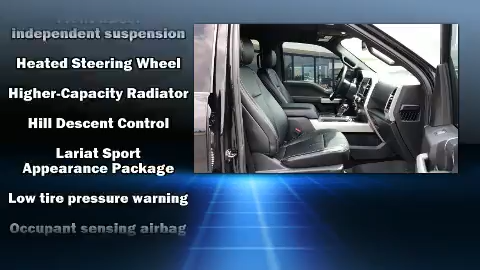 independent suspension
Heated Steering Wheel
Higher-Capacity Radiator
Hill Descent Control
Lariat Sport
Appearance Package
Low tire pressure warning
Occupant sensing airbag